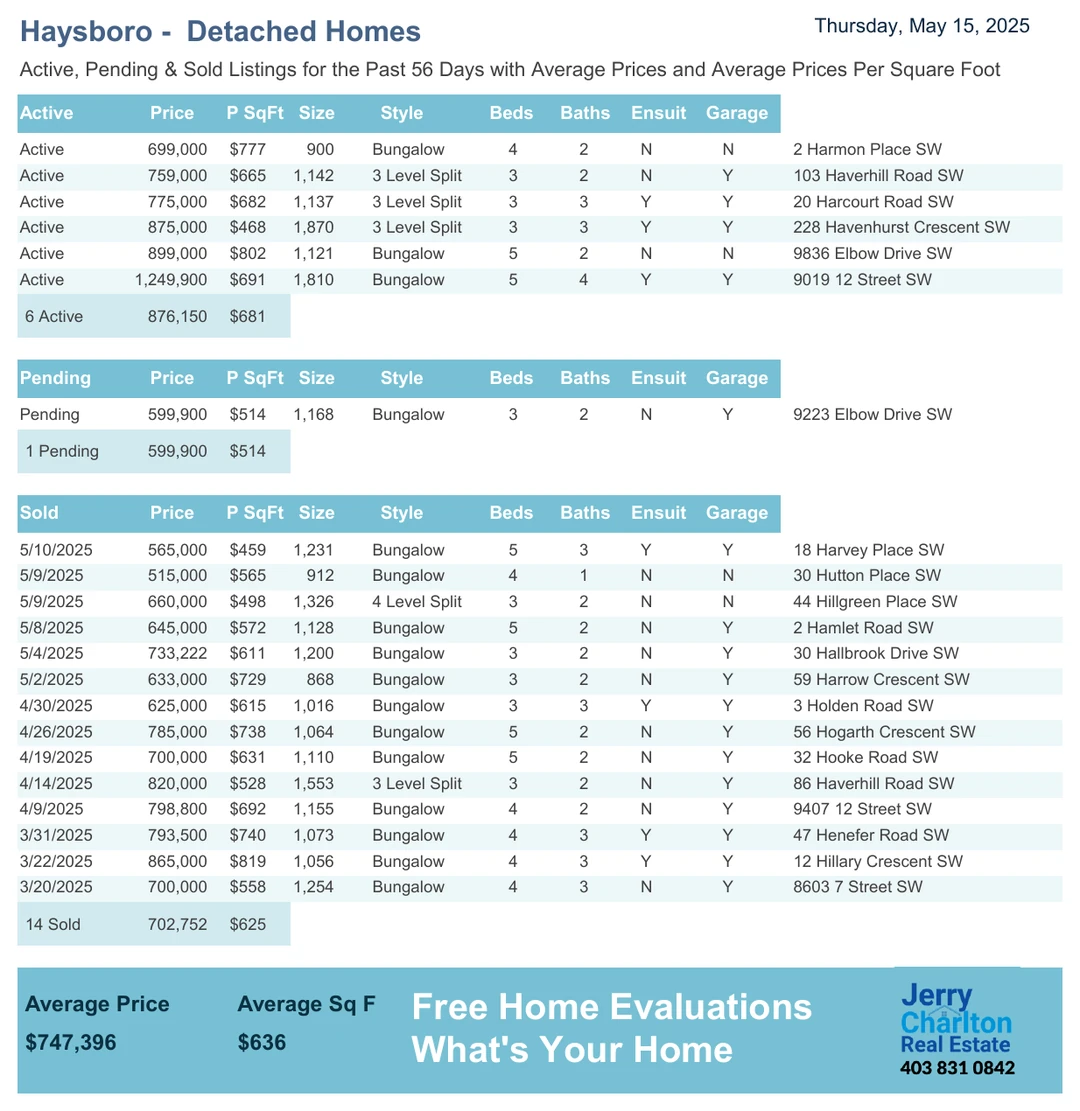 Haysboro - Detached Homes
Thursday, May 15, 2025
Active, Pending & Sold Listings for the Past 56 Days with Average Prices and Average Prices Per Square Foot
Active Price P SqFt Size Style Beds Baths Ensuit Garage
Active 699,000 $777 900 Bungalow 4 2 N N 2 Harmon Place SW
Active 759,000 $665 1,142 3 Level Split 3 2 N Y 103 Haverhill Road SW
Active 775,000 $682 1,137 3 Level Split 3 3 Y Y 20 Harcourt Road SW
Active 875,000 $468 1,870 3 Level Split 3 3 Y Y 228 Havenhurst Crescent SW
Active 899,000 $802 1,121 Bungalow 5 2 N N 9836 Elbow Drive SW
Active 1,249,900 $691 1,810 Bungalow 5 4 Y Y 9019 12 Street SW
6 Active 876,150 $681
Pending Price P SqFt Size Style Beds Baths Ensuit Garage
Pending 599,900 $514 1,168 Bungalow 3 2 N Y 9223 Elbow Drive SW
1 Pending 599,900 $514
Sold Price P SqFt Size Style Beds Baths Ensuit Garage
5/10/2025 565,000 $459 1,231 Bungalow 5 3 Y Y 18 Harvey Place SW
5/9/2025 515,000 $565 912 Bungalow 4 1 N N 30 Hutton Place SW
5/9/2025 660,000 $498 1,326 4 Level Split 3 2 N N 44 Hillgreen Place SW
5/8/2025 645,000 $572 1,128 Bungalow 5 2 N Y 2 Hamlet Road SW
5/4/2025 733,222 $611 1,200 Bungalow 3 2 N Y 30 Hallbrook Drive SW
5/2/2025 633,000 $729 868 Bungalow 3 2 N Y 59 Harrow Crescent SW
4/30/2025 625,000 $615 1,016 Bungalow 3 3 Y Y 3 Holden Road SW
4/26/2025 785,000 $738 1,064 Bungalow 5 2 N Y 56 Hogarth Crescent SW
4/19/2025 700,000 $631 1,110 Bungalow 5 2 N Y 32 Hooke Road SW
4/14/2025 820,000 $528 1,553 3 Level Split 3 2 N Y 86 Haverhill Road SW
4/9/2025 798,800 $692 1,155 Bungalow 4 2 N Y 9407 12 Street SW
3/31/2025 793,500 $740 1,073 Bungalow 4 3 Y Y 47 Henefer Road SW
3/22/2025 865,000 $819 1,056 Bungalow 4 3 Y Y 12 Hillary Crescent SW
3/20/2025 700,000 $558 1,254 Bungalow 4 3 N Y 8603 7 Street SW
14 Sold 702,752 $625
Average Price Average Sq F
$747,396 $636
Free Home Evaluations
What's Your Home
Jerry
Charlton
Real Estate
403 831 0842